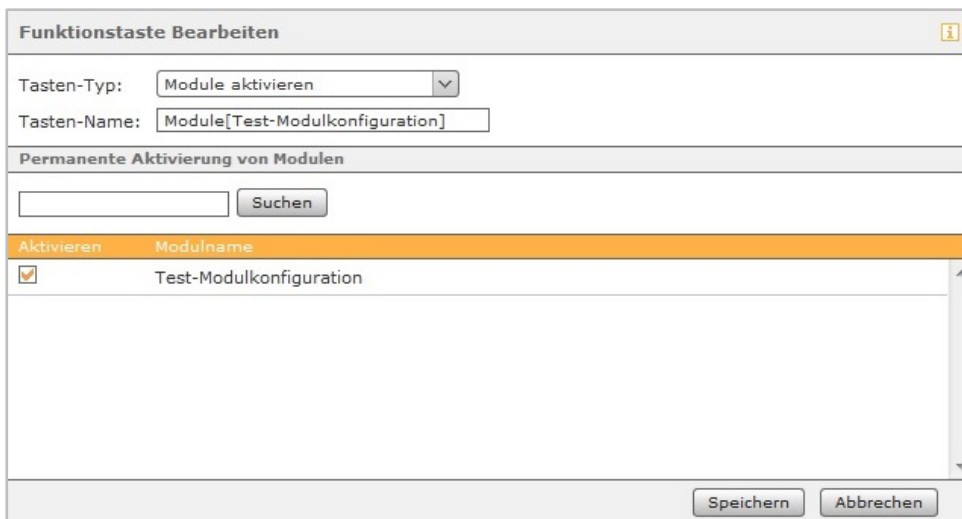 Funktionstaste Bearbeiten
Tasten-Typ: Module aktivieren
Tasten-Name: Module[Test-Modulkonfiguration]
Permanente Aktivierung von Modulen
Suchen
Aktivieren Modulname
Test-Modulkonfiguration
Speichern Abbrechen